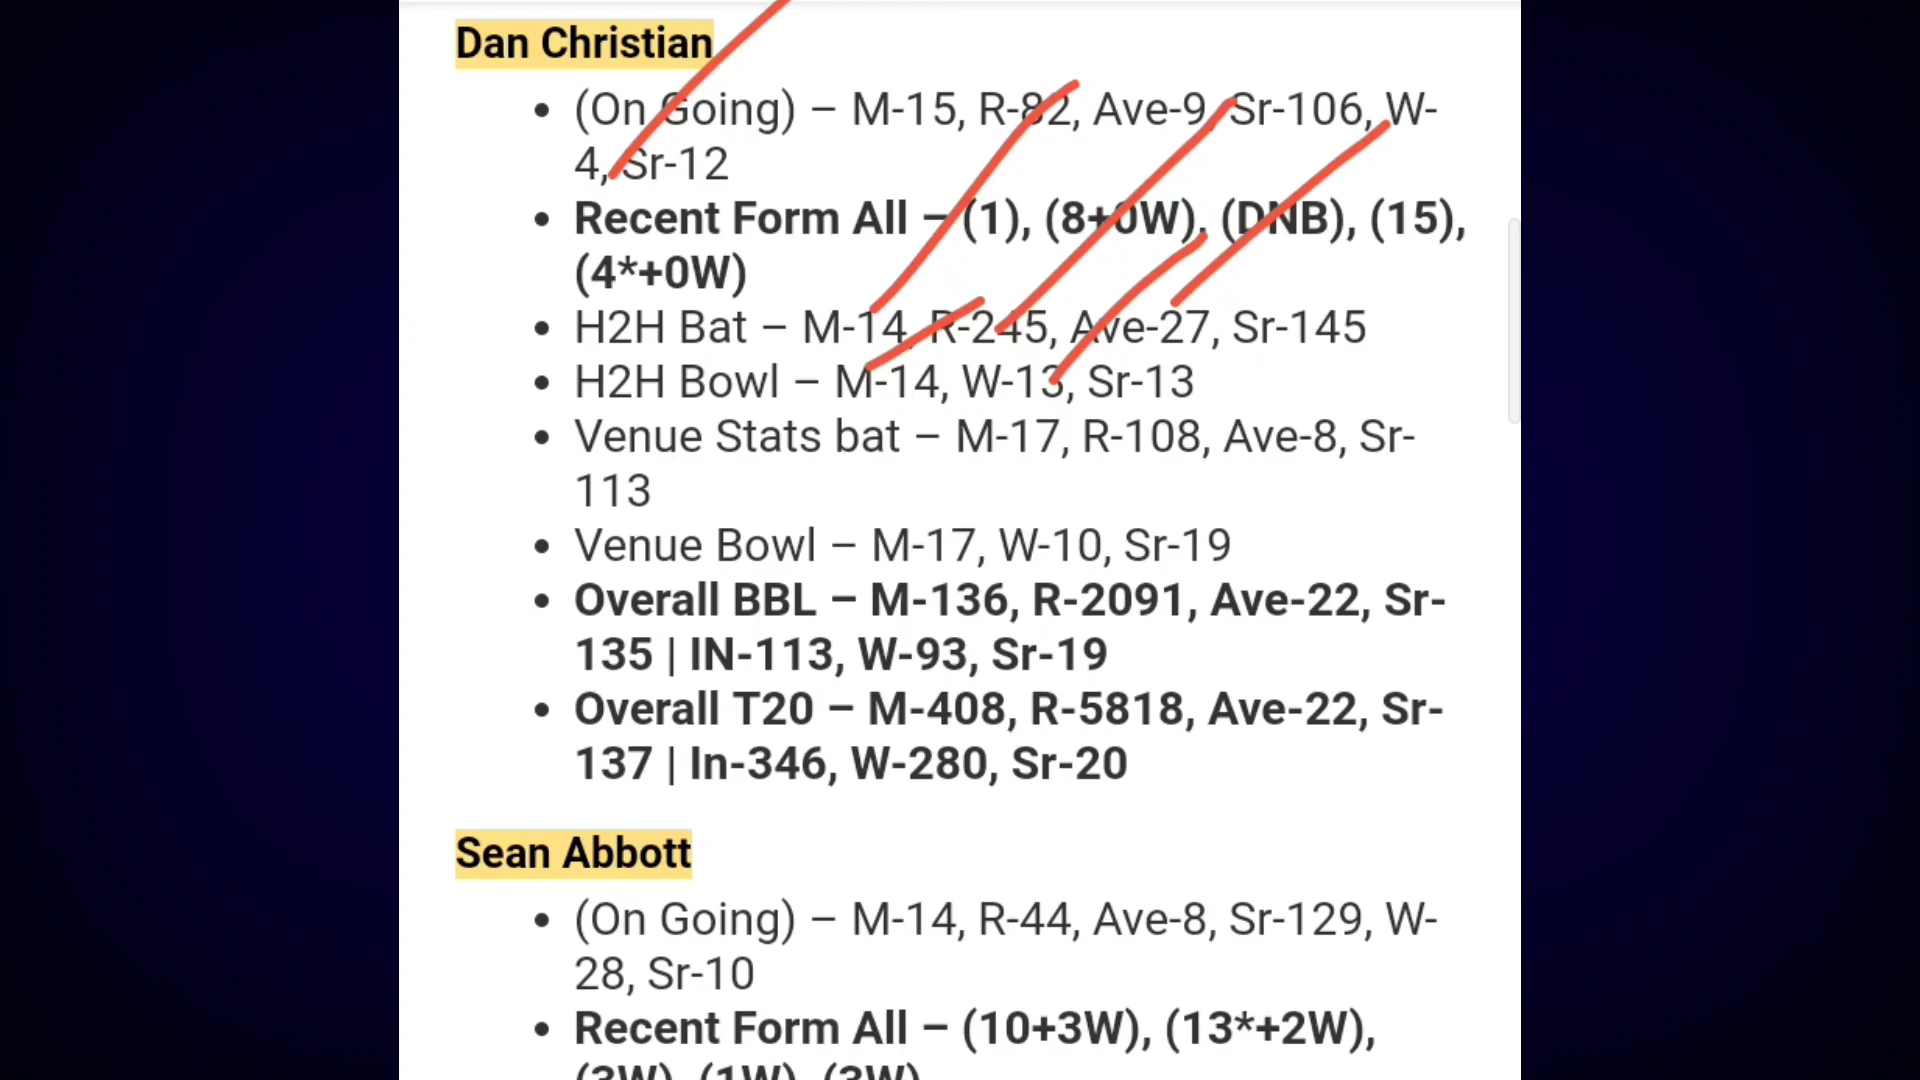 Dan Christian
(On Going) – M-15, R-82, Ave-9, Sr-106, W-
4, Sr-12
Recent Form All – (1), (8+0W), (DNB), (15),
(4*+0W)
H2H Bat – M-14, R-245, Ave-27, Sr-145
H2H Bowl – M-14, W-13, Sr-13
Venue Stats bat – M-17, R-108, Ave-8, Sr-
113
Venue Bowl – M-17, W-10, Sr-19
Overall BBL – M-136, R-2091, Ave-22, Sr-
135 | IN-113, W-93, Sr-19
Overall T20 – M-408, R-5818, Ave-22, Sr-
137 | In-346, W-280, Sr-20
Sean Abbott
(On Going) – M-14, R-44, Ave-8, Sr-129, W-
28, Sr-10
Recent Form All – (10+3W), (13*+2W),
(3W), (1W), (3W)